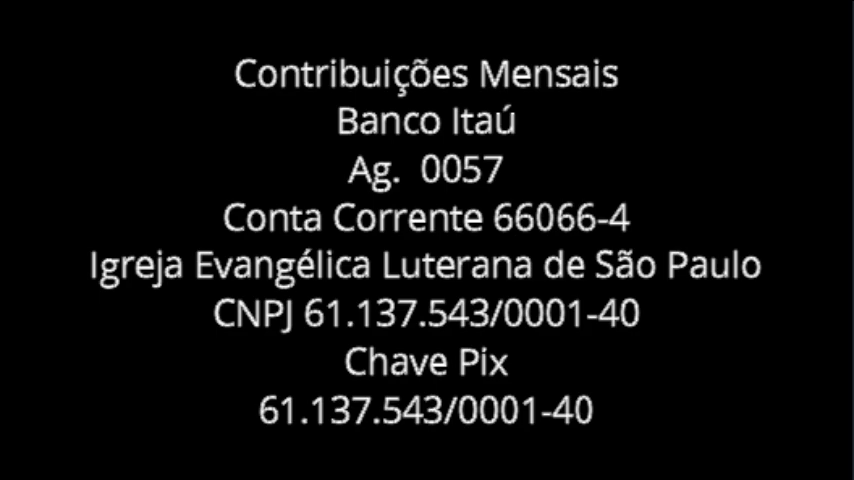 Contribuições Mensais
Banco Itaú
Ag.  0057
Conta Corrente 66066-4
Igreja Evangélica Luterana de São Paulo
CNPJ 61.137.543/0001-40
Chave Pix
61.137.543/0001-40